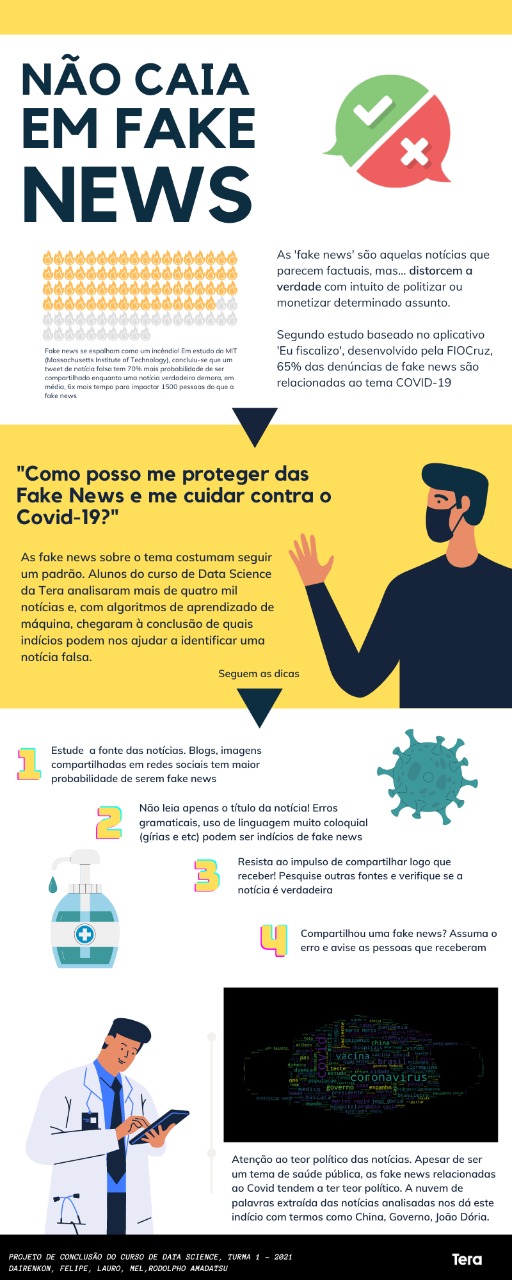 NÃO CAIA
EM FAKE
NEWS
As 'fake news' são aquelas notícias que
parecem factuais, mas... distorcem a
verdade com intuito de politizar ou
monetizar determinado assunto.
Segundo estudo baseado no aplicativo
'Eu fiscalizo', desenvolvido pela FIOCruz,
65% das denúncias de fake news são
relacionadas ao tema COVID-19
Fake news se espalham como um incêndio! Em estudo do MIT
(Massachusetts Institute of Technology), concluiu-se que um
tweet de notícia falsa tem 70% mais probabilidade de ser
compartilhado enquanto uma notícia verdadeira demora, em
média, 6x mais tempo para impactar 1500 pessoas do que a
fake news
"Como posso me proteger das
Fake News e me cuidar contra o
Covid-19?"
As fake news sobre o tema costumam seguir
um padrão. Alunos do curso de Data Science
da Tera analisaram mais de quatro mil
notícias e, com algoritmos de aprendizado de
máquina, chegaram à conclusão de quais
indícios podem nos ajudar a identificar uma
notícia falsa.
Seguem as dicas
1
Estude a fonte das notícias. Blogs, imagens
compartilhadas em redes sociais tem maior
probabilidade de serem fake news
2
Não leia apenas o título da notícia! Erros
gramaticais, uso de linguagem muito coloquial
(gírias e etc) podem ser indícios de fake news
3
Resista ao impulso de compartilhar logo que
receber! Pesquise outras fontes e verifique se a
notícia é verdadeira
4
Compartilhou uma fake news? Assuma o
erro e avise as pessoas que receberam
china
vacina
brasil
coronavirus
governo
Atenção ao teor político das notícias. Apesar de ser
um tema de saúde pública, as fake news relacionadas
ao Covid tendem a ter teor político. A nuvem de
palavras extraída das notícias analisadas nos dá este
indício com termos como China, Governo, João Dória.
PROJETO DE CONCLUSÃO DO CURSO DE DATA SCIENCE, TURMA 1 - 2021
DAIRENKON, FELIPE, LAURO, MEL,RODOLPHO AMADATSU
Tera